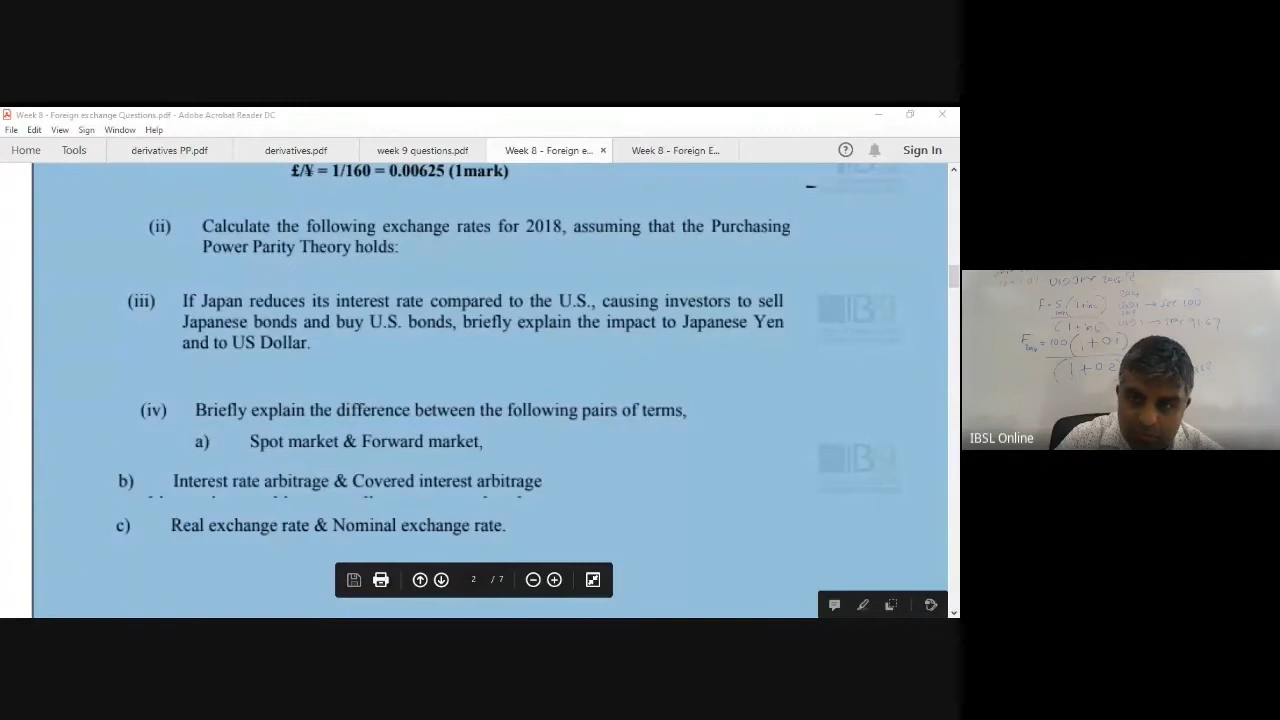 Week 8 - Foreign exchange Questions.pdf - Adobe Acrobat Reader DC
File Edit View Sign Window Help
Home Tools derivatives PP.pdf derivatives.pdf week 9 questions.pdf Week 8 - Foreign e... × Week 8 - Foreign E... Sign In
£/¥ = 1/160 = 0.00625 (1mark)
(ii) Calculate the following exchange rates for 2018, assuming that the Purchasing
Power Parity Theory holds:
(iii) If Japan reduces its interest rate compared to the U.S., causing investors to sell
Japanese bonds and buy U.S. bonds, briefly explain the impact to Japanese Yen
and to US Dollar.
(iv) Briefly explain the difference between the following pairs of terms,
a) Spot market & Forward market,
b) Interest rate arbitrage & Covered interest arbitrage
c) Real exchange rate & Nominal exchange rate.
2 / 7
IBSL Online